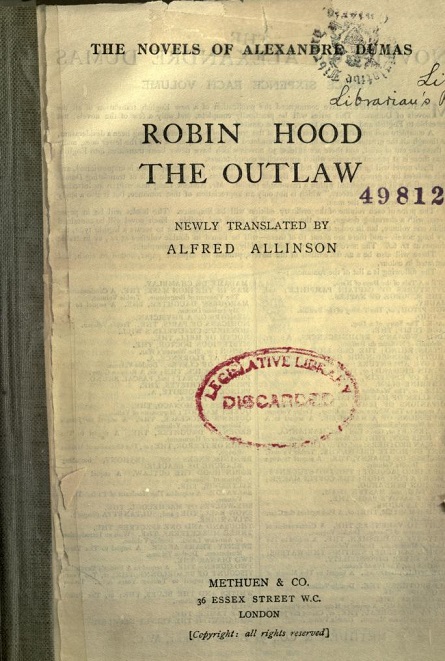 THE NOVELS OF ALEXANDRE DUMAS
Librarian's
ROBIN HOOD
THE OUTLAW
49812
NEWLY TRANSLATED BY
ALFRED ALLINSON
LEGISLATIVE LIBRARY
DISCARDED
METHUEN & CO.
36 ESSEX STREET W.C.
LONDON
[Copyright: all rights reserved]